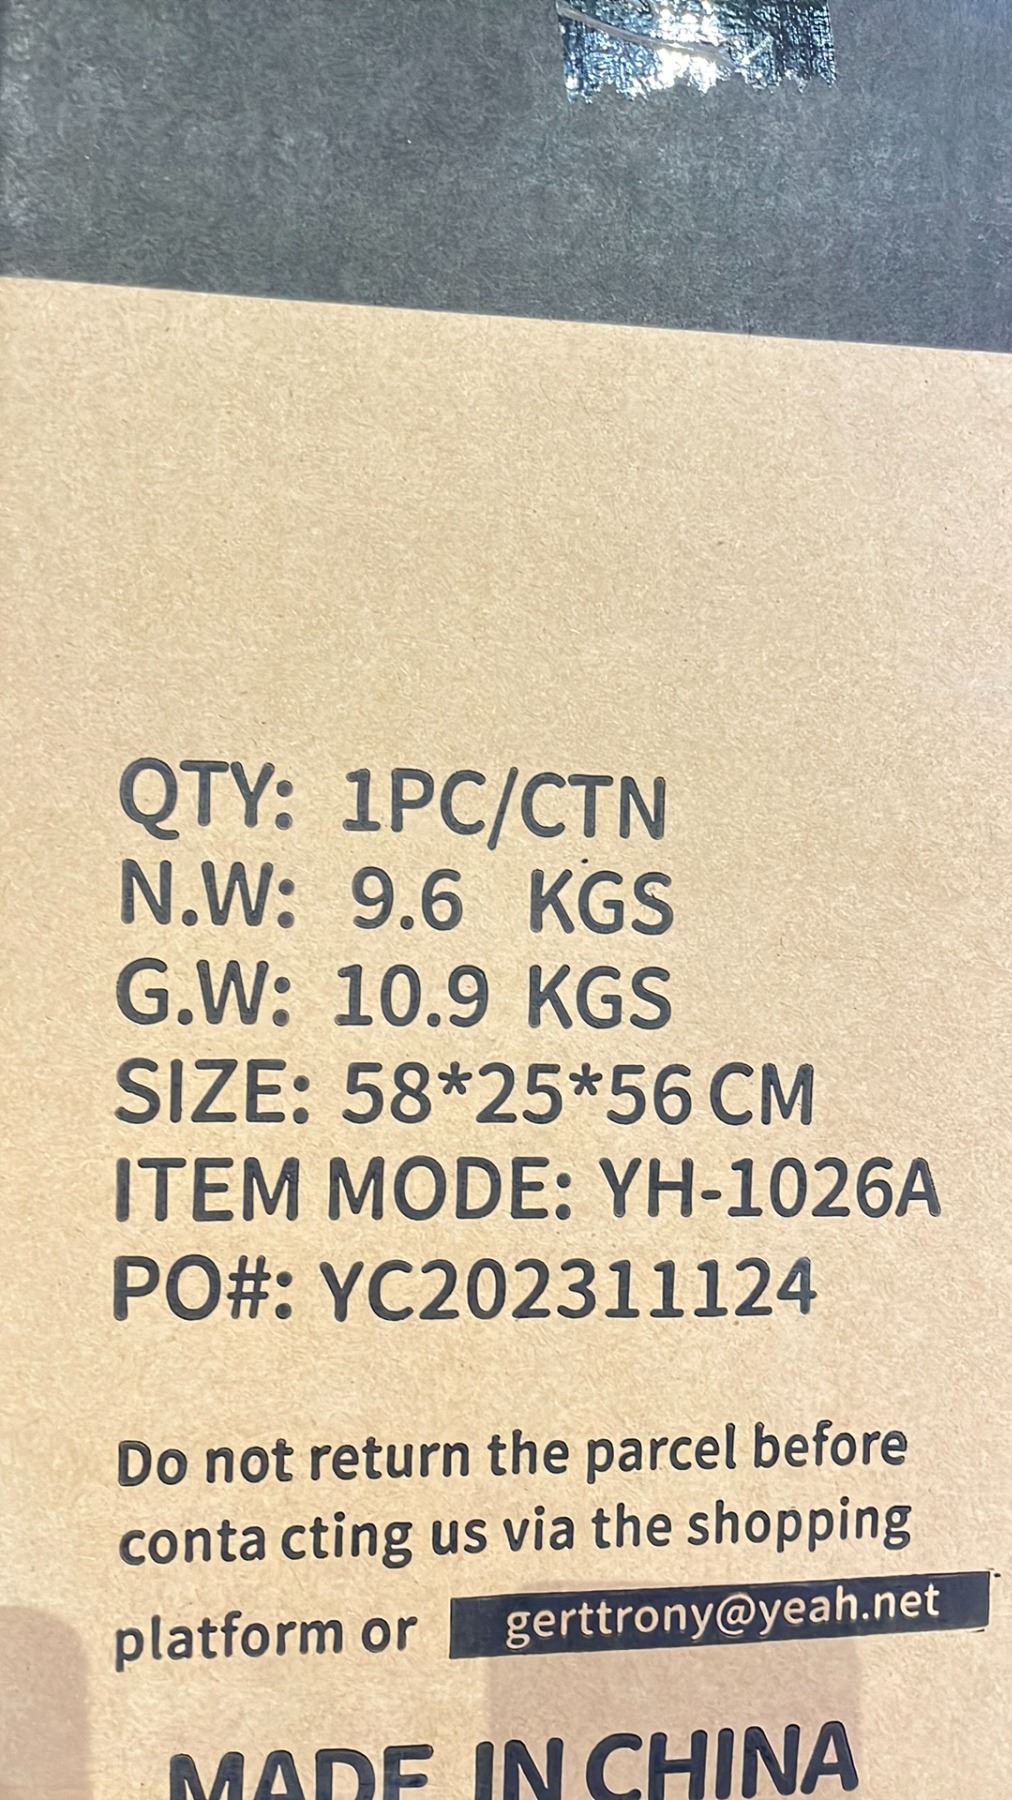 QTY: 1PC/CTN
N.W: 9.6 KGS
G.W: 10.9 KGS
SIZE: 58*25*56CM
ITEM MODE: YH-1026A
PO#: YC202311124
Do not return the parcel before
conta cting us via the shopping
platform or gerttrony@yeah.net
MADE IN CHINA